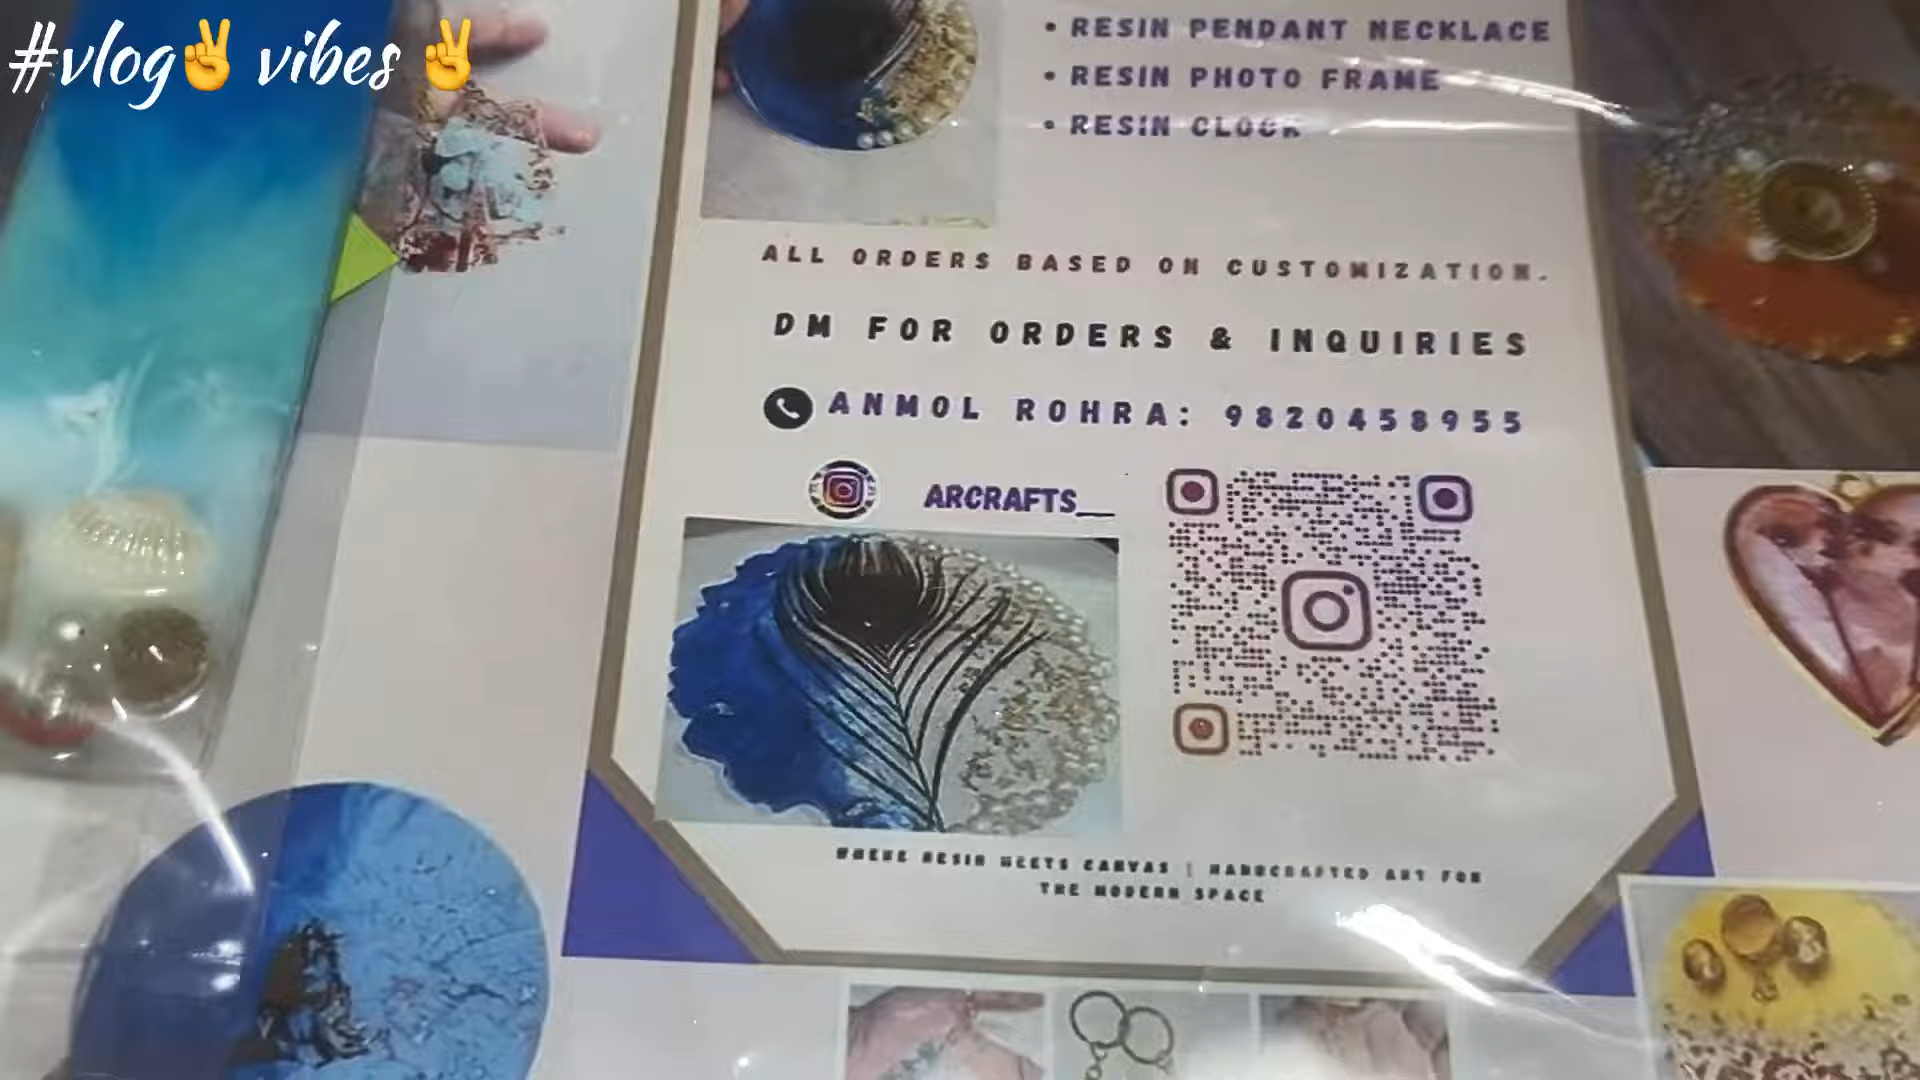 #vlog✌️ vibes ✌️
• RESIN PENDANT NECKLACE
• RESIN PHOTO FRAME
• RESIN CLOCK
ALL ORDERS BASED ON CUSTOMIZATION.
DM FOR ORDERS & INQUIRIES
ANMOL ROHRA: 9820458955
ARCRAFTS__
WHERE RESIN MEETS CANVAS | HANDCRAFTED ART FOR
THE MODERN SPACE